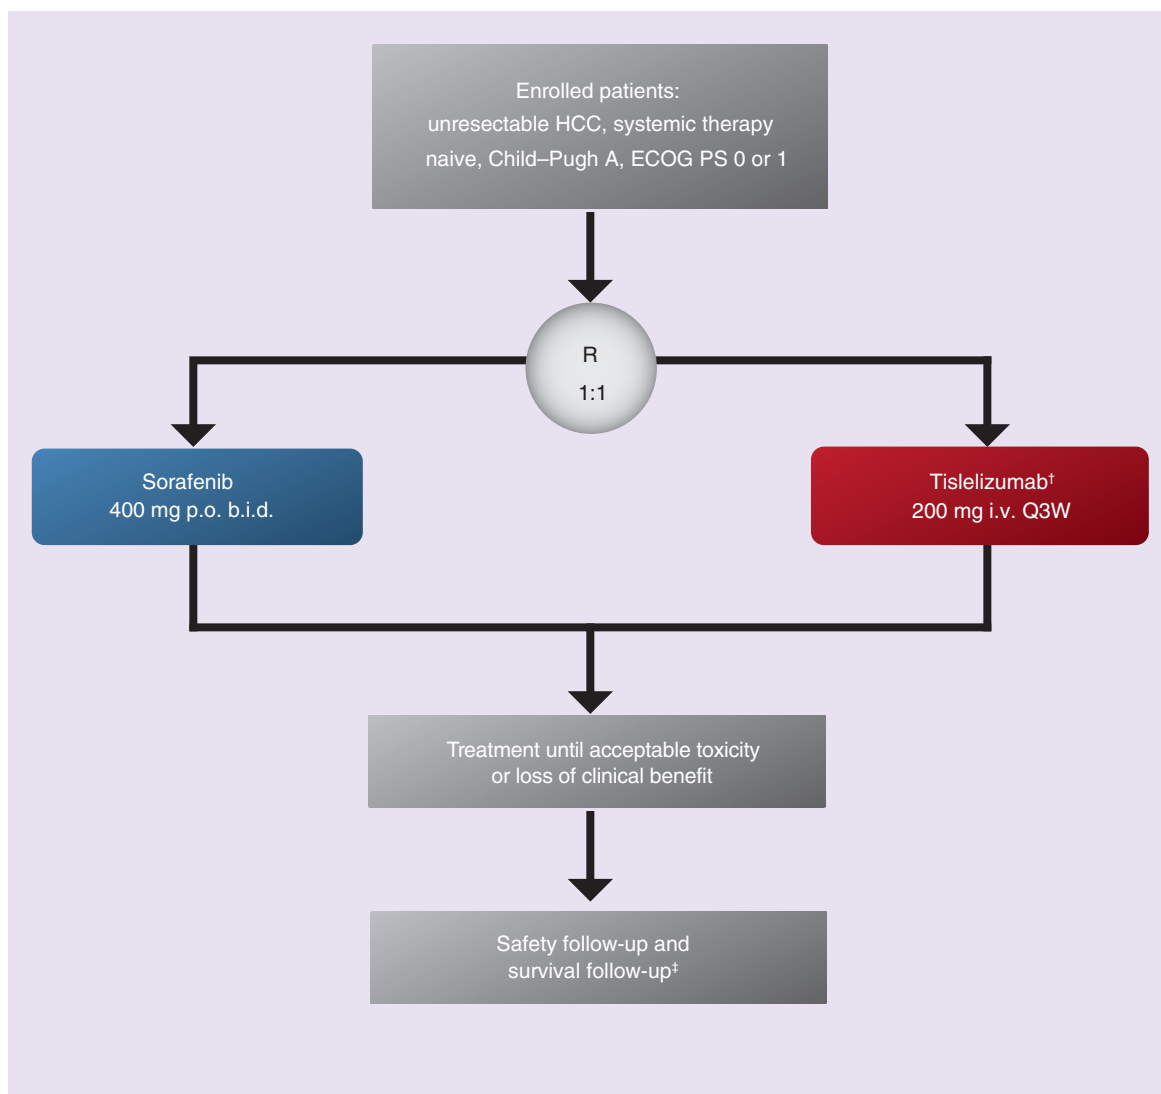 Enrolled patients:
unresectable HCC, systemic therapy
naive, Child–Pugh A, ECOG PS 0 or 1
R
1:1
Sorafenib
400 mg p.o. b.i.d.
Tislelizumab†
200 mg i.v. Q3W
Treatment until acceptable toxicity
or loss of clinical benefit
Safety follow-up and
survival follow-up‡